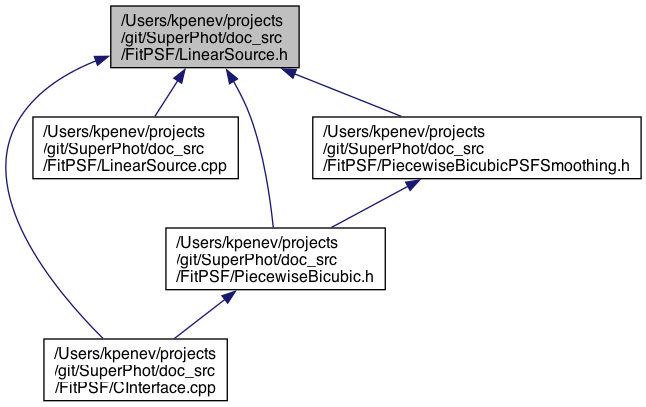 /Users/kpenev/projects
/git/SuperPhot/doc_src
/FitPSF/LinearSource.h
/Users/kpenev/projects
/git/SuperPhot/doc_src
/FitPSF/LinearSource.cpp
/Users/kpenev/projects
/git/SuperPhot/doc_src
/FitPSF/PiecewiseBicubicPSFSmoothing.h
/Users/kpenev/projects
/git/SuperPhot/doc_src
/FitPSF/PiecewiseBicubic.h
/Users/kpenev/projects
/git/SuperPhot/doc_src
/FitPSF/CInterface.cpp